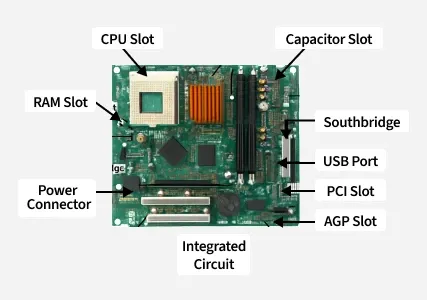 CPU Slot
Capacitor Slot
RAM Slot
Southbridge
USB Port
Power
Connector
PCI Slot
AGP Slot
Integrated
Circuit